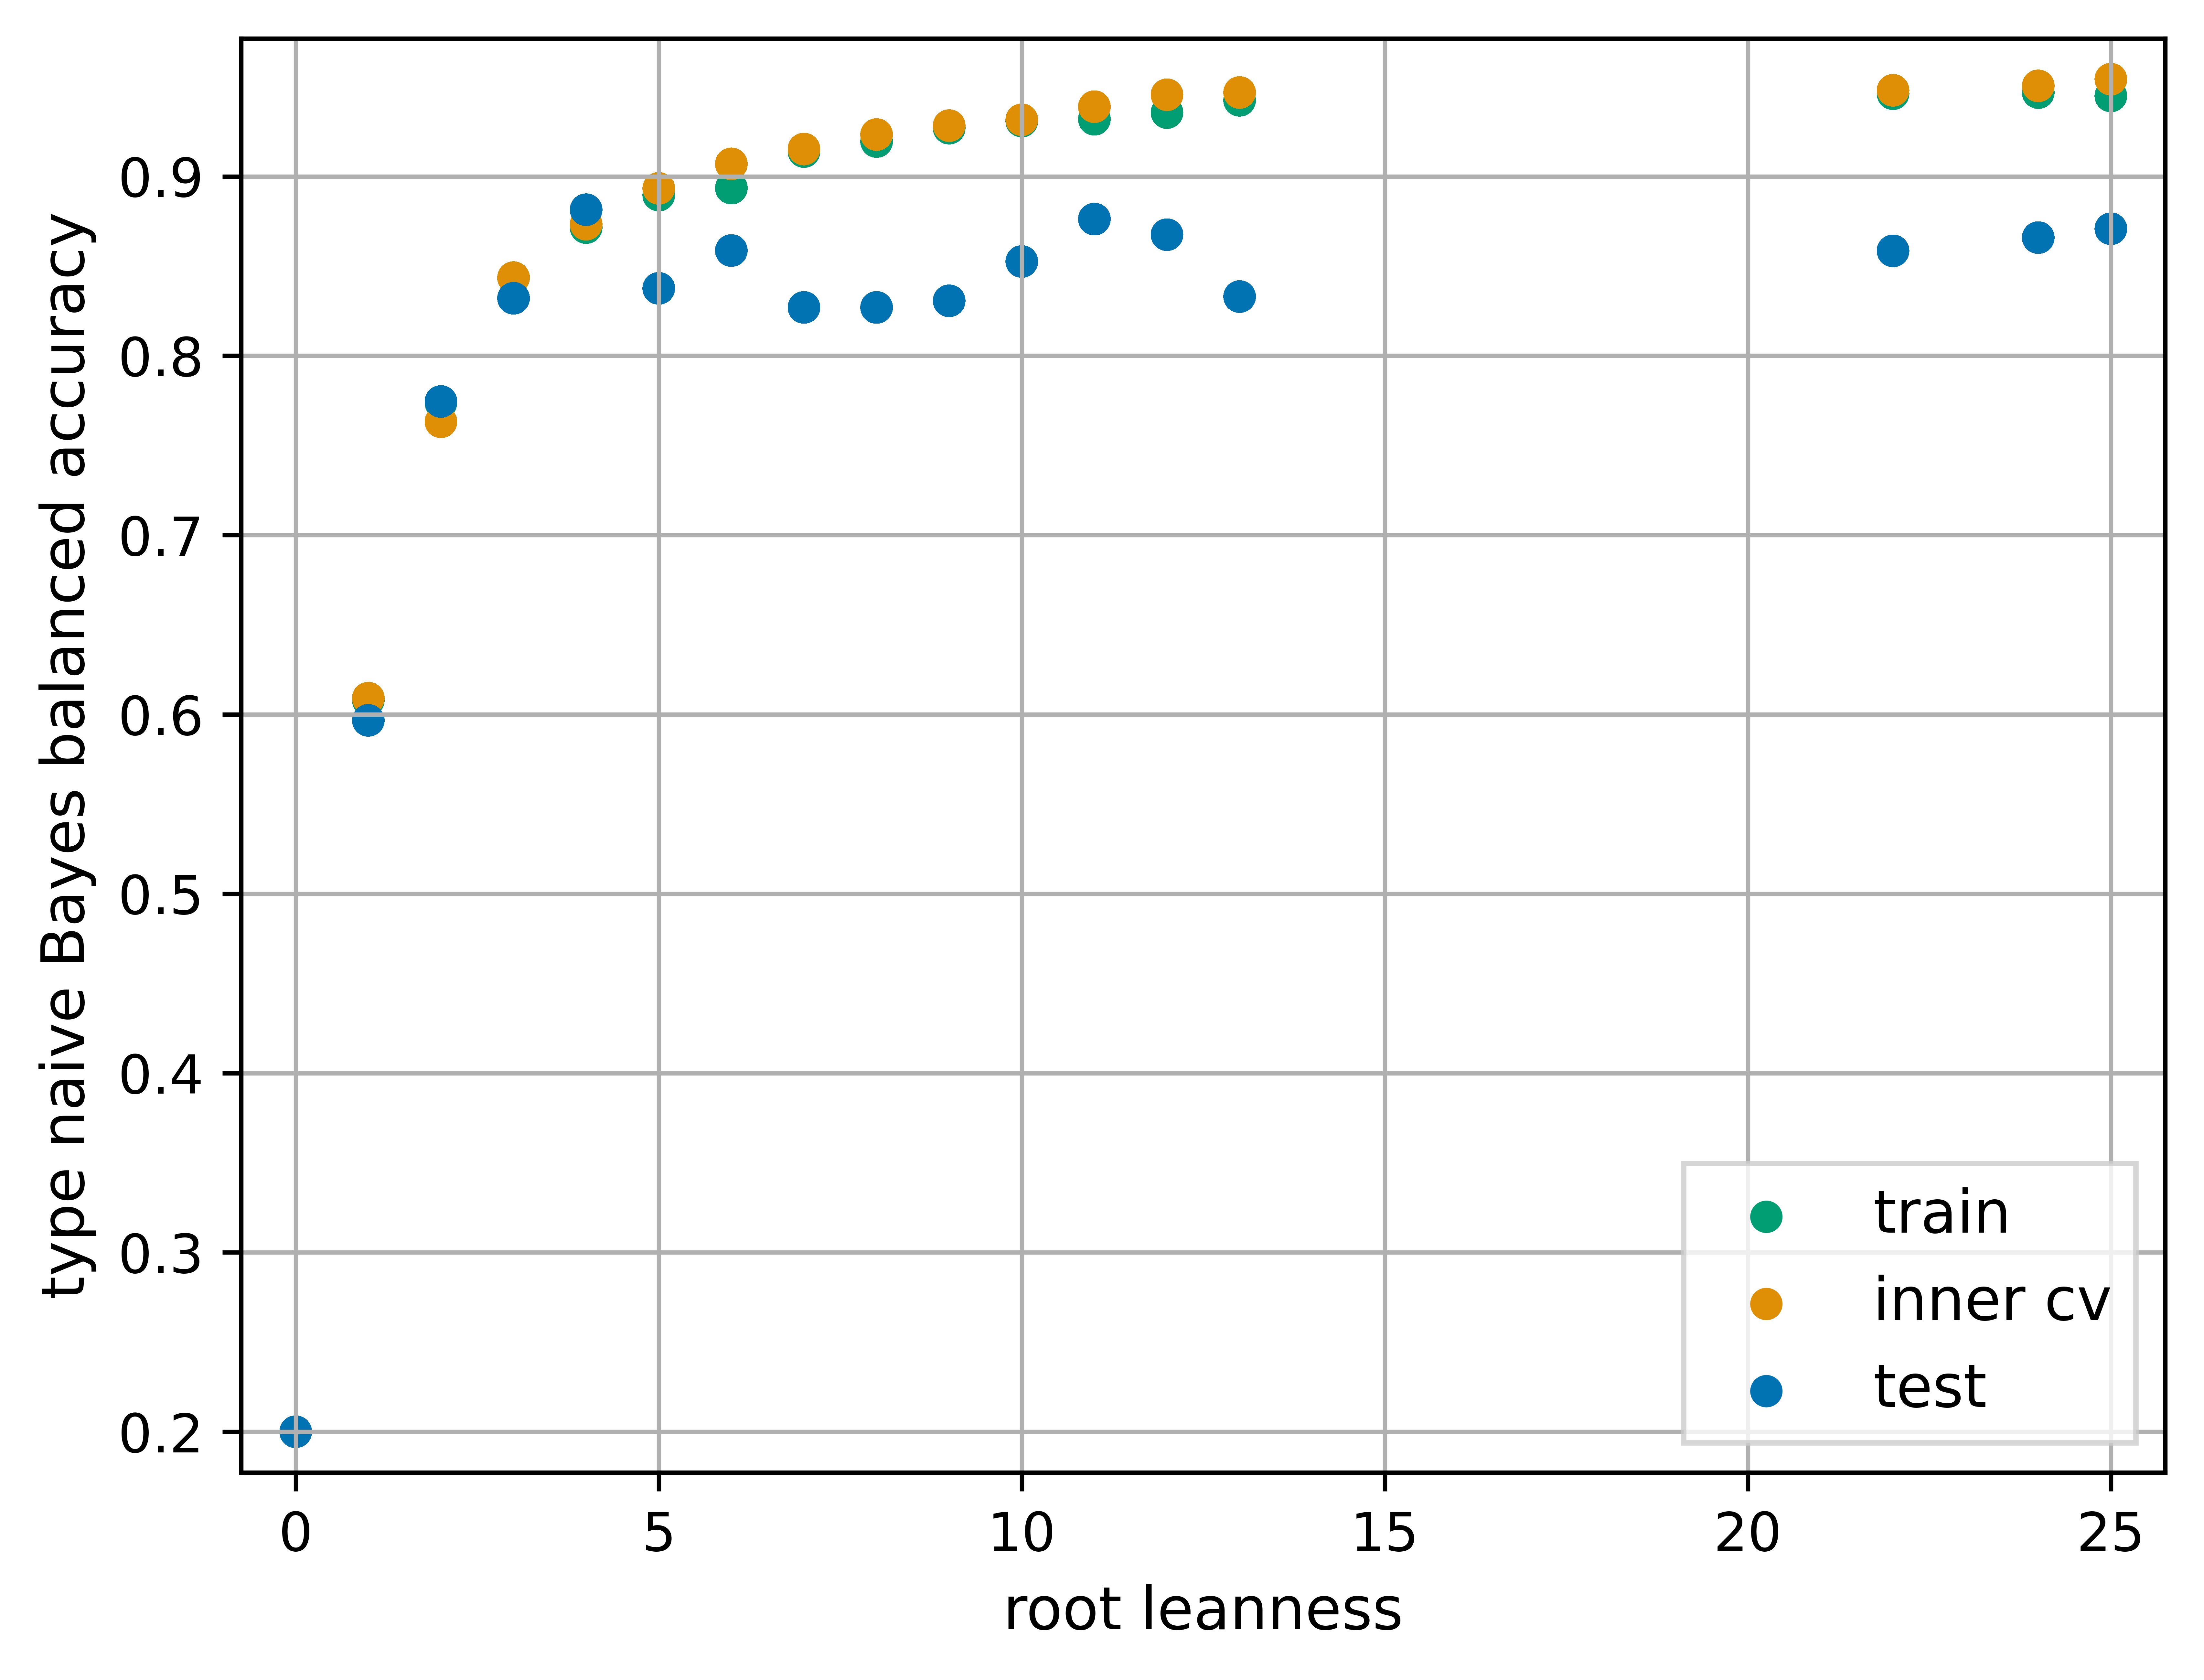 type naive Bayes balanced accuracy
0.9
0.8
0.7
0.6
0.5
0.4
0.3
0.2
train
inner cv
test
0 5 10 15 20 25
root leanness